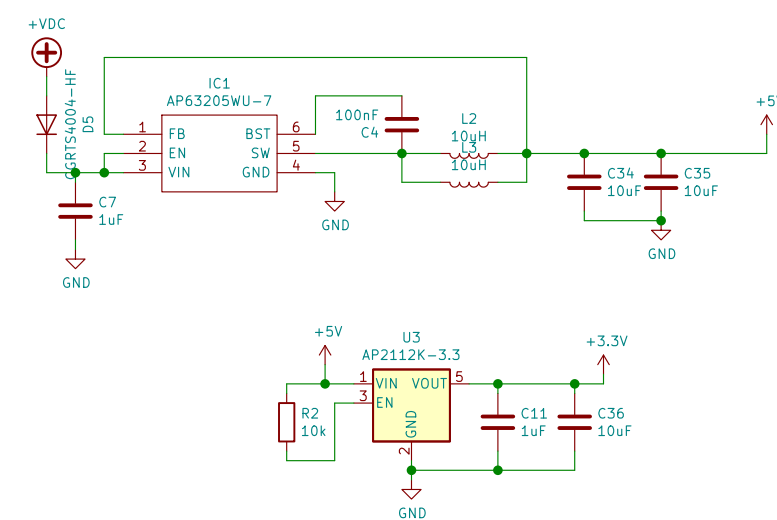 +VDC
CGRTS4004-HF
D5
IC1
AP63205WU-7
1 FB
2 EN
3 VIN
BST 6
SW 5
GND 4
100nF
C4
L2
10uH
L3
10uH
+5V
C34
10uF
C35
10uF
C7
1uF
GND
GND
GND
+5V
U3
AP2112K-3.3
1 VIN
3 EN
VOUT 5
GND
2
R2
10k
+3.3V
C11
1uF
C36
10uF
GND